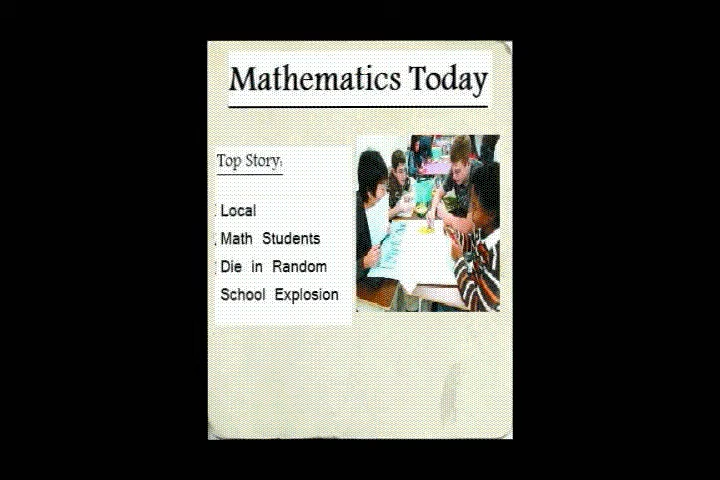 Mathematics Today
Top Story:
Local
Math Students
Die in Random
School Explosion